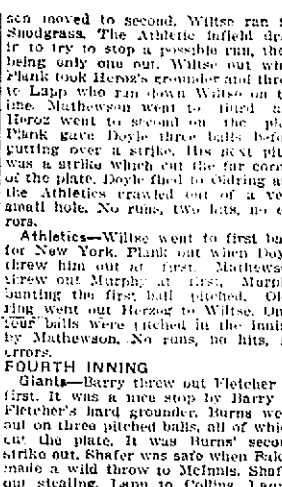 sen moved to second. Wiltse ran f
Snodgrass. The Athletic infield dre
in to try to stop a possible run, the
being only one out. Wiltse out wh
Plank took Herzog's grounder and thre
to Lapp who ran down Wiltse on t
line. Mathewson went to third a
Herzog went to second on the pl
Plank gave Doyle three balls befo
putting over a strike. His next pit
was a strike which cut the far corn
of the plate. Doyle flied to Oldring a
the Athletics crawled out of a ve
small hole. No runs, two hits, no e
rors.
Athletics—Wiltse went to first ba
for New York. Plank out when Doy
threw him out at first. Mathews
threw out Murphy at first, Murp
bunting the first ball pitched. Ol
ring went out Herzog to Wiltse. On
four balls were pitched in the inni
by Mathewson. No runs, no hits,
errors.
FOURTH INNING
Giants—Barry threw out Fletcher
first. It was a nice stop by Barry
Fletcher's hard grounder. Burns we
out on three pitched balls, all of whic
cut the plate. It was Burns' secon
strike out. Shafer was safe when Bak
made a wild throw to McInnis. Shaf
out stealing, Lapp to Collins. Lapp